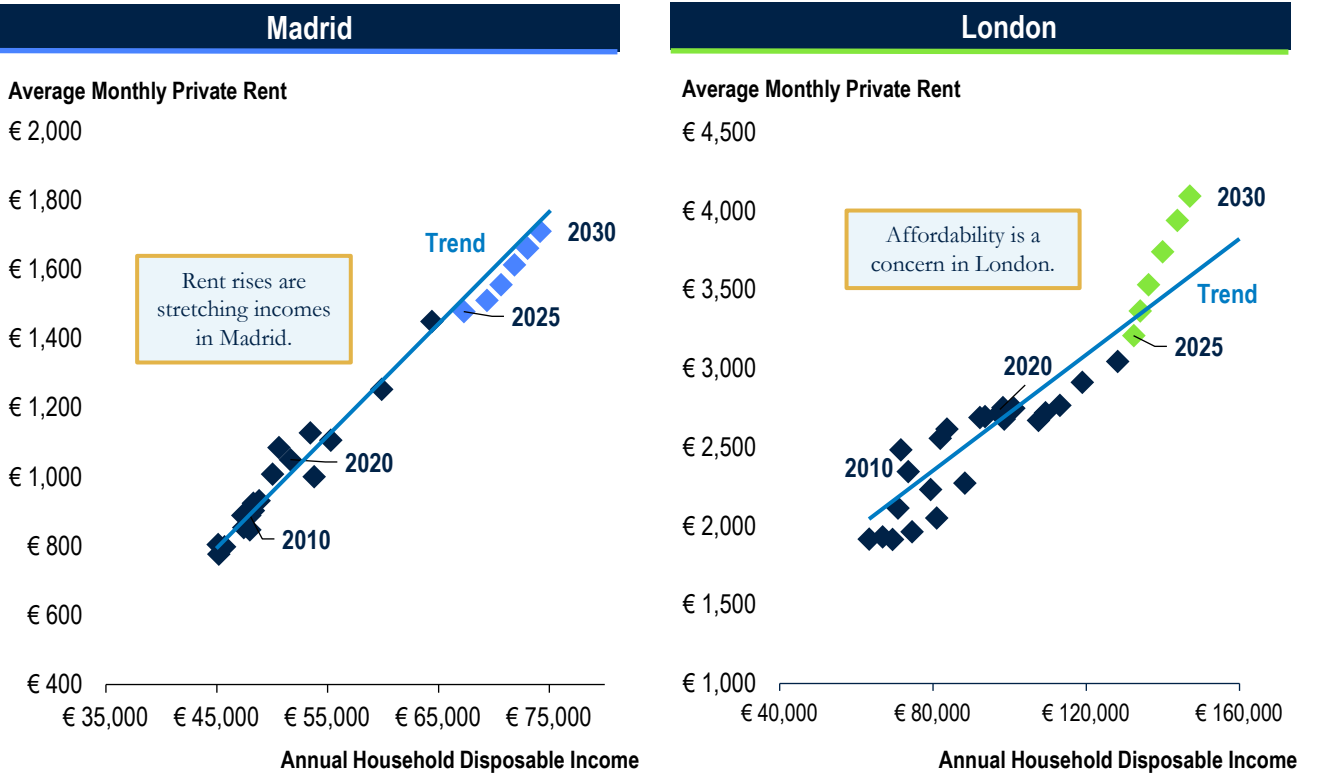 Madrid
Average Monthly Private Rent
€ 2,000
€ 1,800
€ 1,600
€ 1,400
€ 1,200
€ 1,000
€ 800
€ 600
€ 400
Trend
2030
2025
2020
2010
Rent rises are
stretching incomes
in Madrid.
€ 35,000 € 45,000 € 55,000 € 65,000 € 75,000
Annual Household Disposable Income
London
Average Monthly Private Rent
€ 4,500
€ 4,000
€ 3,500
€ 3,000
€ 2,500
€ 2,000
€ 1,500
€ 1,000
Affordability is a
concern in London.
2030
Trend
2025
2020
2010
€ 40,000 € 80,000 € 120,000 € 160,000
Annual Household Disposable Income